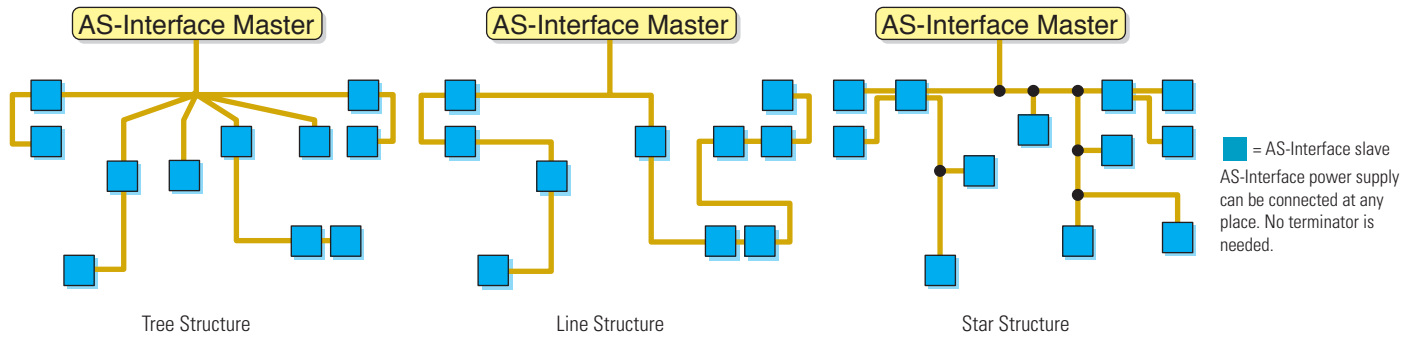 AS-Interface Master
AS-Interface Master
AS-Interface Master
= AS-Interface slave
AS-Interface power supply
can be connected at any
place. No terminator is
needed.
Tree Structure
Line Structure
Star Structure